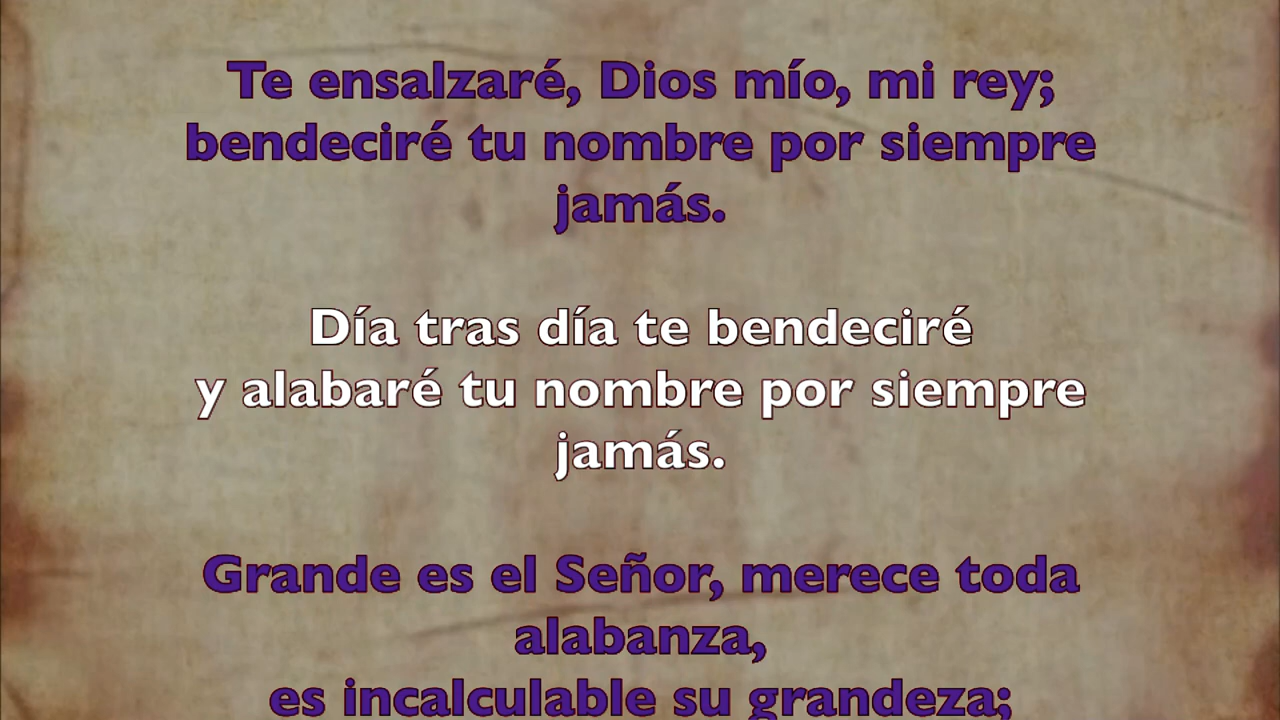 Te ensalzaré, Dios mío, mi rey;
bendeciré tu nombre por siempre
jamás.
Día tras día te bendeciré
y alabaré tu nombre por siempre
jamás.
Grande es el Señor, merece toda
alabanza,
es incalculable su grandeza;